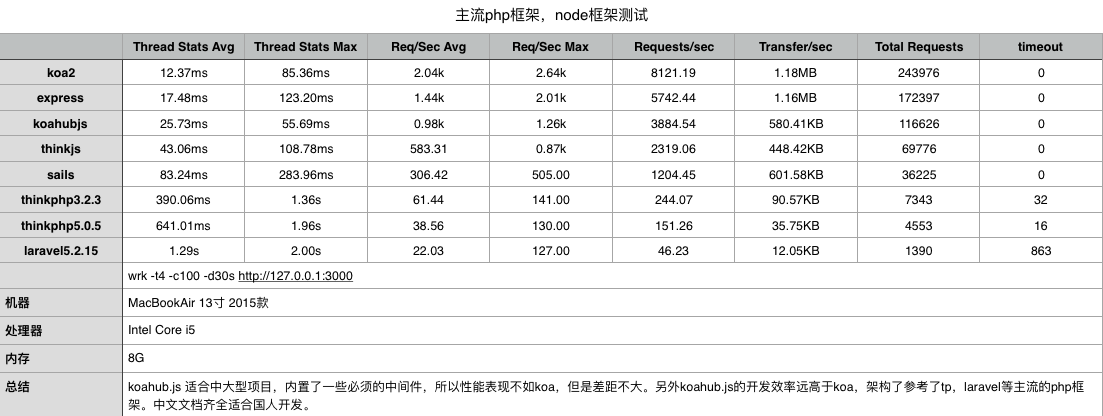 主流php框架，node框架测试
Thread Stats Avg Thread Stats Max Req/Sec Avg Req/Sec Max Requests/sec Transfer/sec Total Requests timeout
koa2 12.37ms 85.36ms 2.04k 2.64k 8121.19 1.18MB 243976 0
express 17.48ms 123.20ms 1.44k 2.01k 5742.44 1.16MB 172397 0
koahubjs 25.73ms 55.69ms 0.98k 1.26k 3884.54 580.41KB 116626 0
thinkjs 43.06ms 108.78ms 583.31 0.87k 2319.06 448.42KB 69776 0
sails 83.24ms 283.96ms 306.42 505.00 1204.45 601.58KB 36225 0
thinkphp3.2.3 390.06ms 1.36s 61.44 141.00 244.07 90.57KB 7343 32
thinkphp5.0.5 641.01ms 1.96s 38.56 130.00 151.26 35.75KB 4553 16
laravel5.2.15 1.29s 2.00s 22.03 127.00 46.23 12.05KB 1390 863
wrk -t4 -c100 -d30s http://127.0.0.1:3000
机器 MacBookAir 13寸 2015款
处理器 Intel Core i5
内存 8G
总结 koahub.js 适合中大型项目，内置了一些必须的中间件，所以性能表现不如koa，但是差距不大。另外koahub.js的开发效率远高于koa，架构了参考了tp，laravel等主流的php框
架。中文文档齐全适合国人开发。